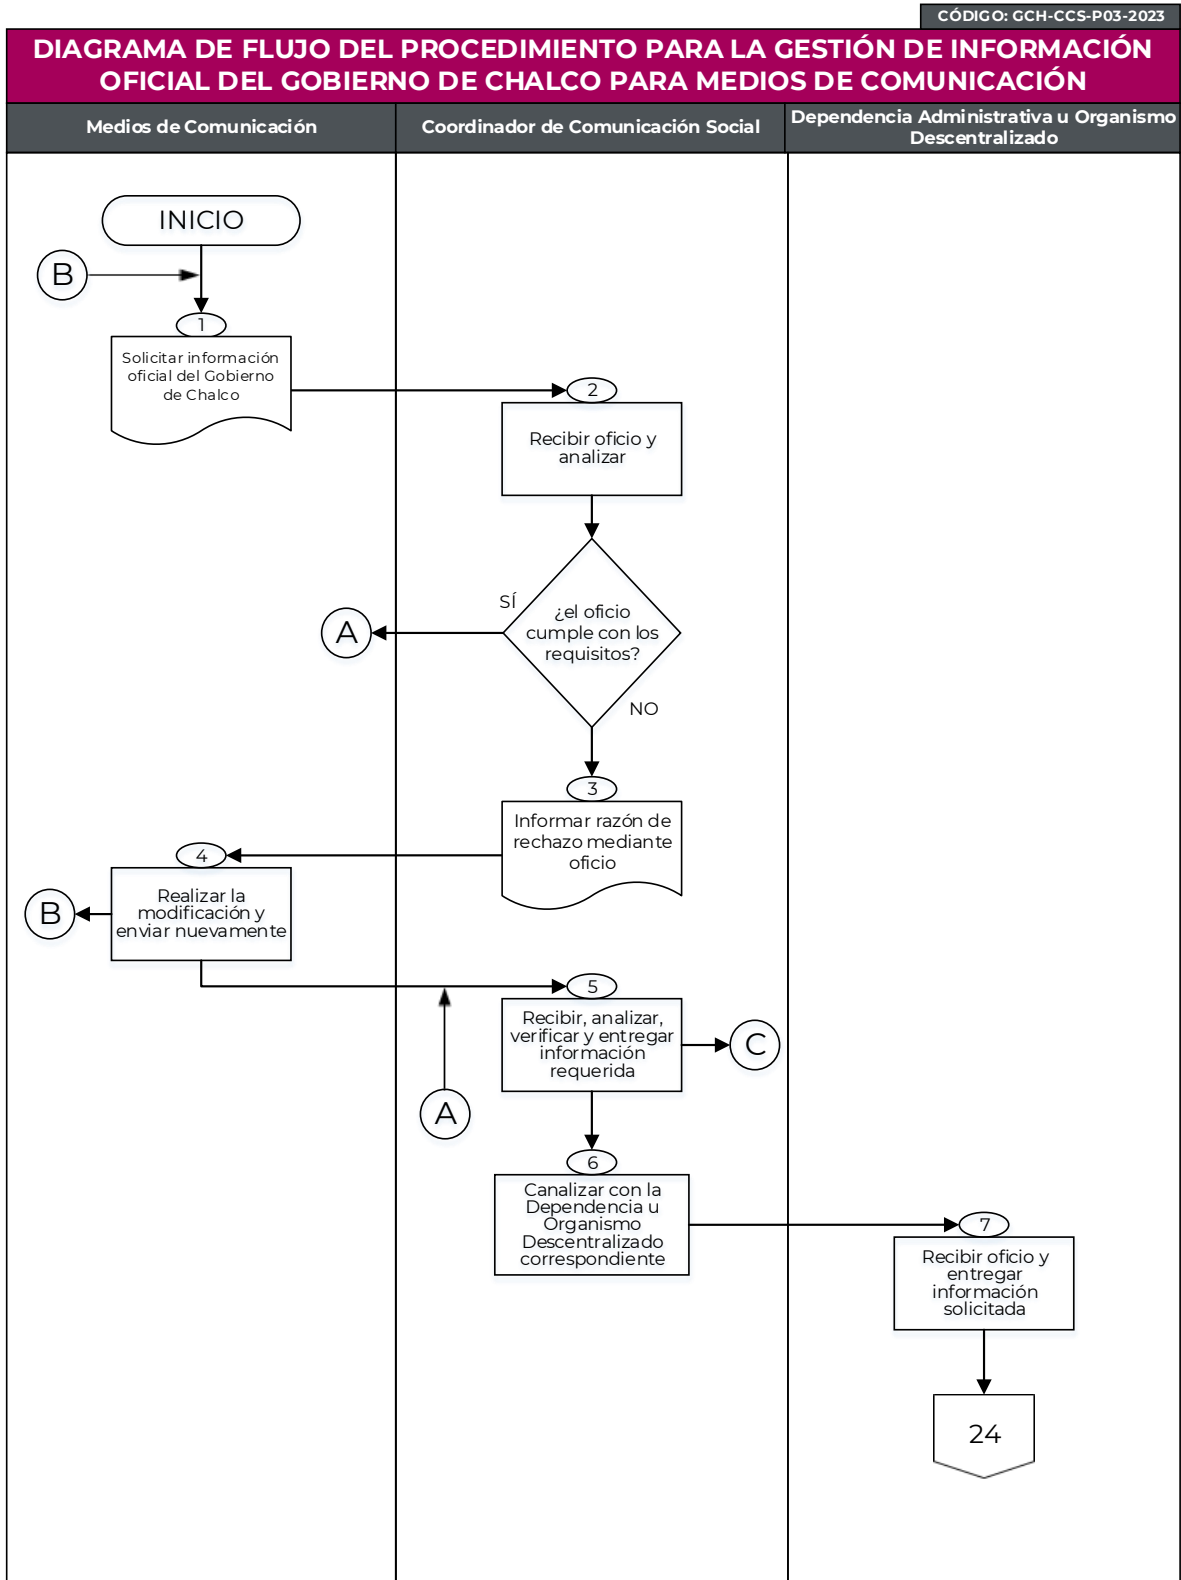 CÓDIGO: GCH-CCS-P03-2023
DIAGRAMA DE FLUJO DEL PROCEDIMIENTO PARA LA GESTIÓN DE INFORMACIÓN
OFICIAL DEL GOBIERNO DE CHALCO PARA MEDIOS DE COMUNICACIÓN
Medios de Comunicación
Coordinador de Comunicación Social
Dependencia Administrativa u Organismo
Descentralizado
INICIO
B
1
Solicitar información
oficial del Gobierno
de Chalco
2
Recibir oficio y
analizar
SÍ
¿el oficio
cumple con los
requisitos?
A
NO
3
Informar razón de
rechazo mediante
oficio
4
Realizar la
modificación y
enviar nuevamente
B
5
Recibir, analizar,
verificar y entregar
información
requerida
C
A
6
Canalizar con la
Dependencia u
Organismo
Descentralizado
correspondiente
7
Recibir oficio y
entregar
información
solicitada
24